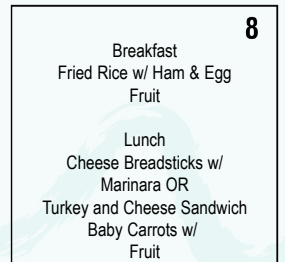 8
Breakfast
Fried Rice w/ Ham & Egg
Fruit
Lunch
Cheese Breadsticks w/
Marinara OR
Turkey and Cheese Sandwich
Baby Carrots w/
Fruit